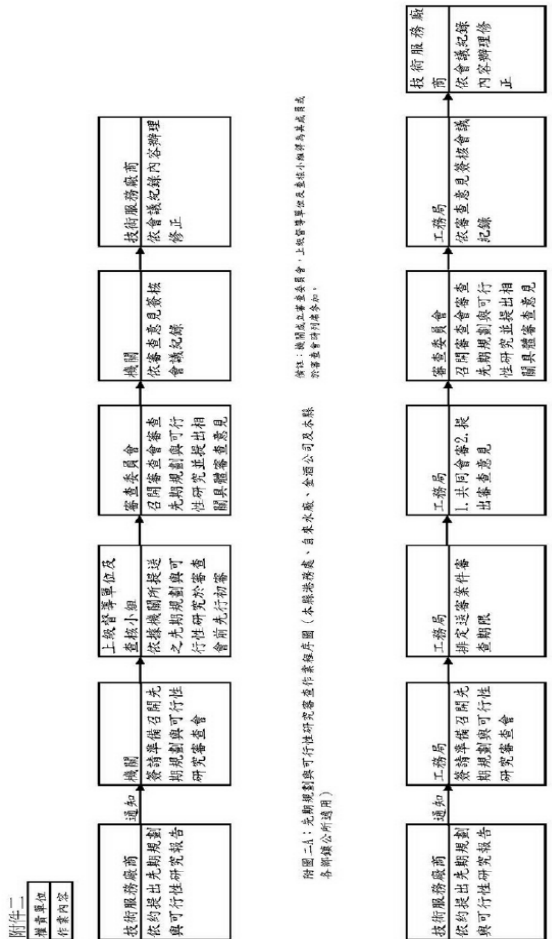 附件二
權責單位
作業內容
技術服務廠商
依約提出先期規劃
與可行性研究報告
通知
機關
簽請準備召開先
期規劃與可行性
研究審查會
上級督導單位及
查核小組
依據機關所提送
之先期規劃與可
行性研究於審查
會前先行初審
審查委員會
召開審查會審查
先期規劃與可行
性研究並提出相
關具體審查意見
機關
依審查意見簽核
會議紀錄
技術服務廠商
依會議紀錄內容辦理
修正
備註：機關成立審查委員會，上級督導單位及查核小組得為其成員或
於審查會時列席參加。
附圖二A：先期規劃與可行性研究審查作業程序圖（本縣港務處、自來水廠、金酒公司及本縣
各鄉鎮公所適用）
技術服務廠商
依約提出先期規劃
與可行性研究報告
通知
工務局
簽請準備召開先
期規劃與可行性
研究審查會
工務局
排定送審案件審
查期限
工務局
1.共同會審2.提
出審查意見
審查委員會
召開審查會審查
先期規劃與可行
性研究並提出相
關具體審查意見
工務局
依審查意見簽核會議
紀錄
技術服務廠
商
依會議紀錄
內容辦理修
正